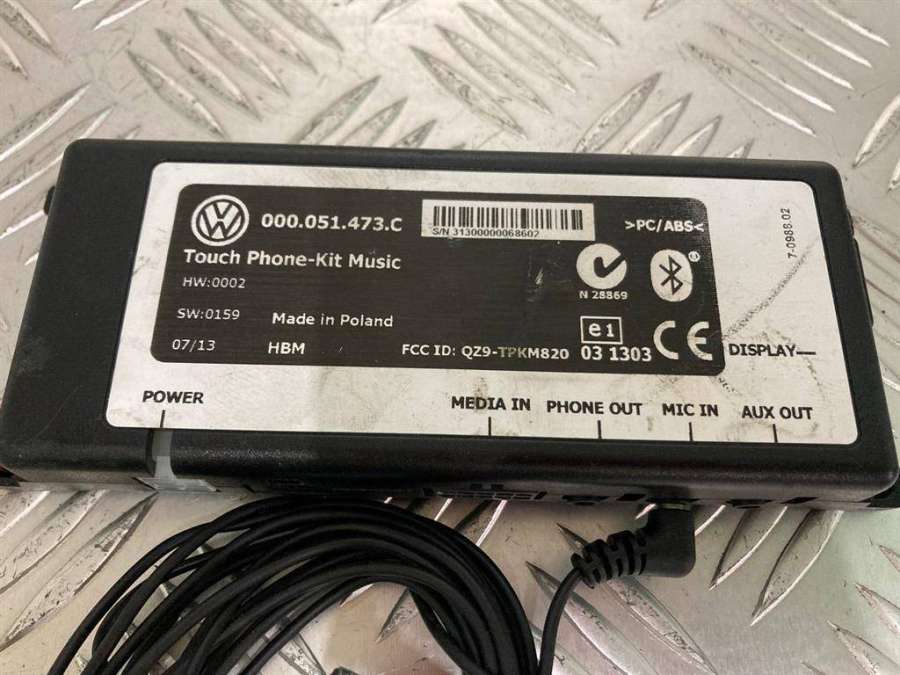 000.051.473.C
S/N 31300000068602
>PC/ABS<
7-0988.02
Touch Phone-Kit Music
HW:0002
N 28869
SW:0159
Made in Poland
e1
CE
07/13
HBM
FCC ID: QZ9-TPKM820
03 1303
DISPLAY
POWER
MEDIA IN
PHONE OUT
MIC IN
AUX OUT